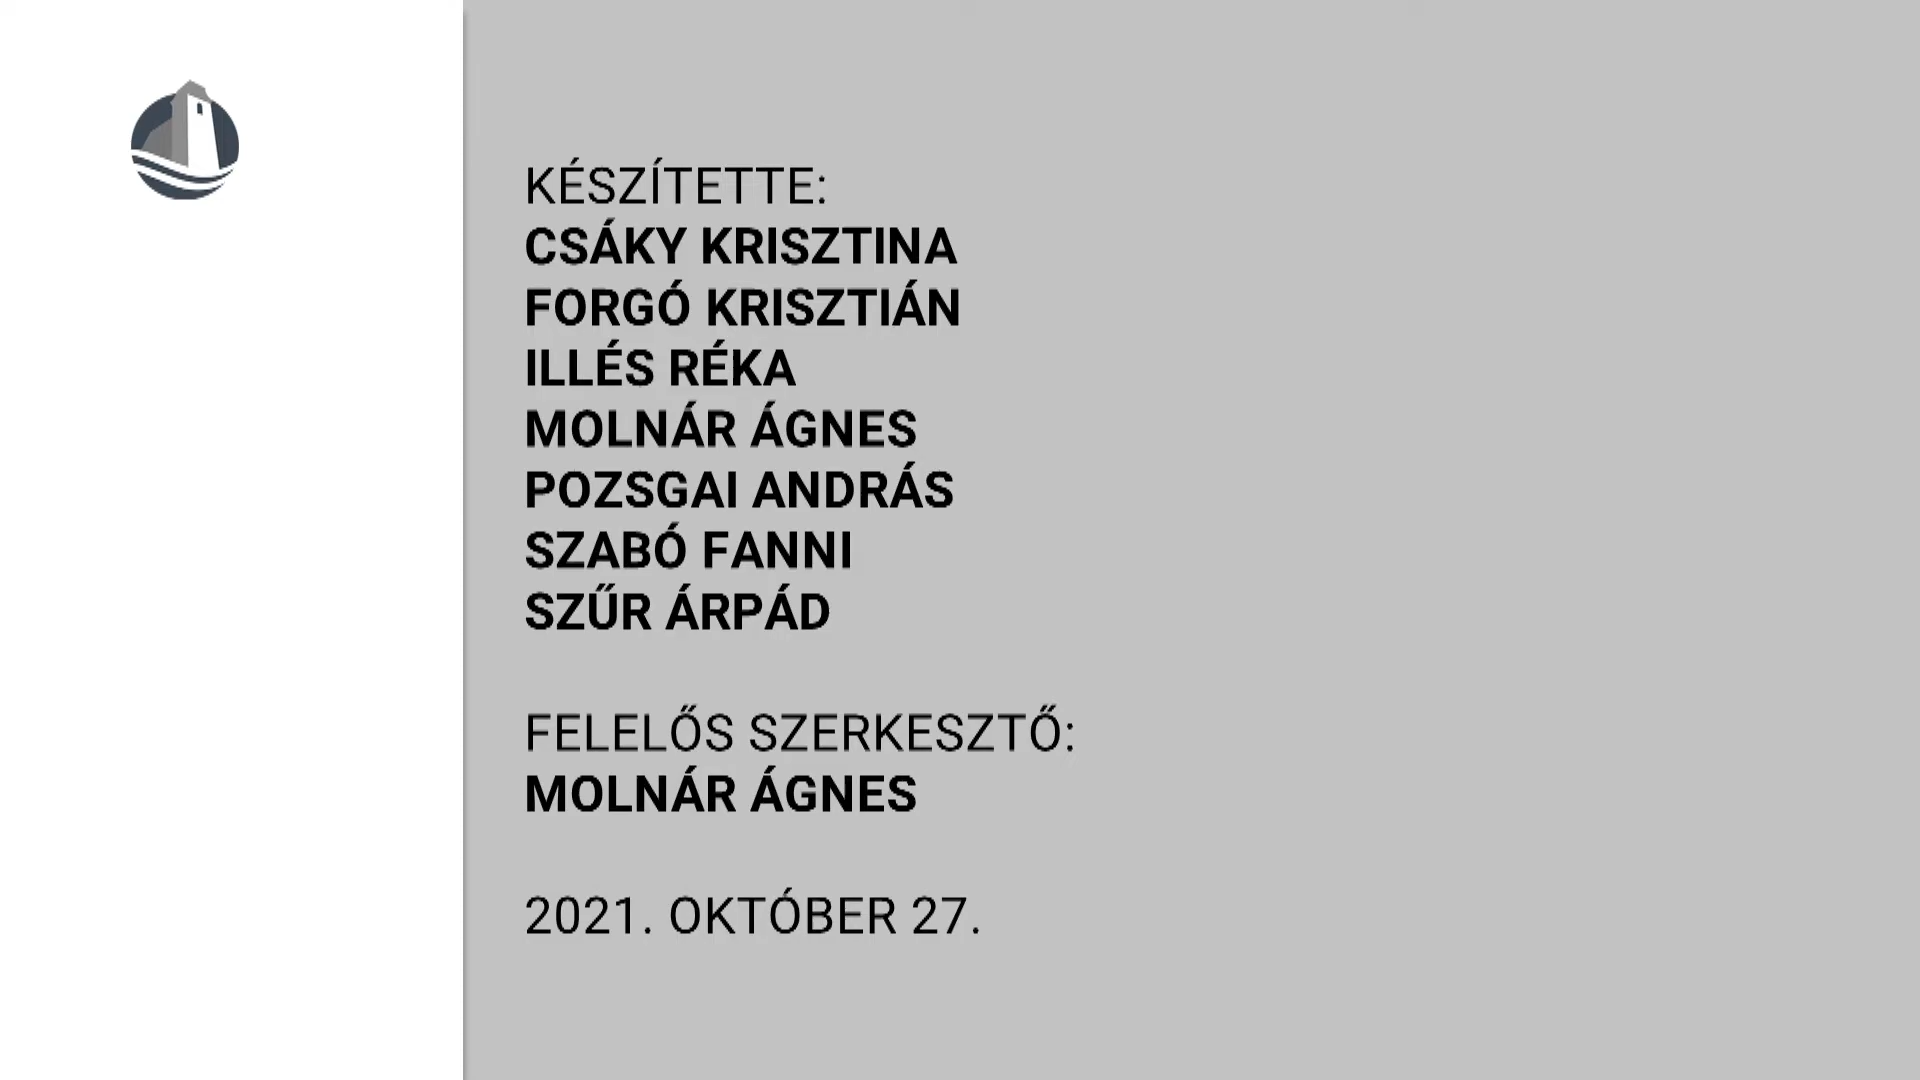 KÉSZÍTETTE:
CSÁKY KRISZTINA
FORGÓ KRISZTIÁN
ILLÉS RÉKA
MOLNÁR ÁGNES
POZSGAI ANDRÁS
SZABÓ FANNI
SZŰR ÁRPÁD
FELELŐS SZERKESZTŐ:
MOLNÁR ÁGNES
2021. OKTÓBER 27.